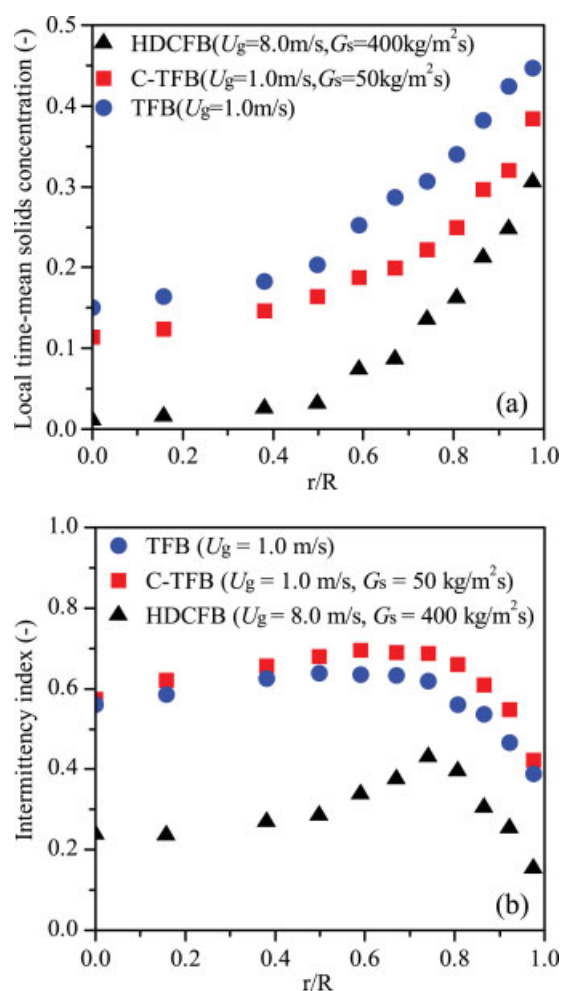 0.5
0.4
0.3
0.2
0.1
0.0
Local time-mean solids concentration (-)
HDCFB(Ug=8.0m/s,Gs=400kg/m²s)
C-TFB(Ug=1.0m/s,Gs=50kg/m²s)
TFB(Ug=1.0m/s)
(a)
0.0 0.2 0.4 0.6 0.8 1.0
r/R
1.0
0.8
0.6
0.4
0.2
0.0
Intermittency index (-)
TFB (Ug = 1.0 m/s)
C-TFB (Ug = 1.0 m/s, Gs = 50 kg/m²s)
HDCFB (Ug = 8.0 m/s, Gs = 400 kg/m²s)
(b)
0.0 0.2 0.4 0.6 0.8 1.0
r/R